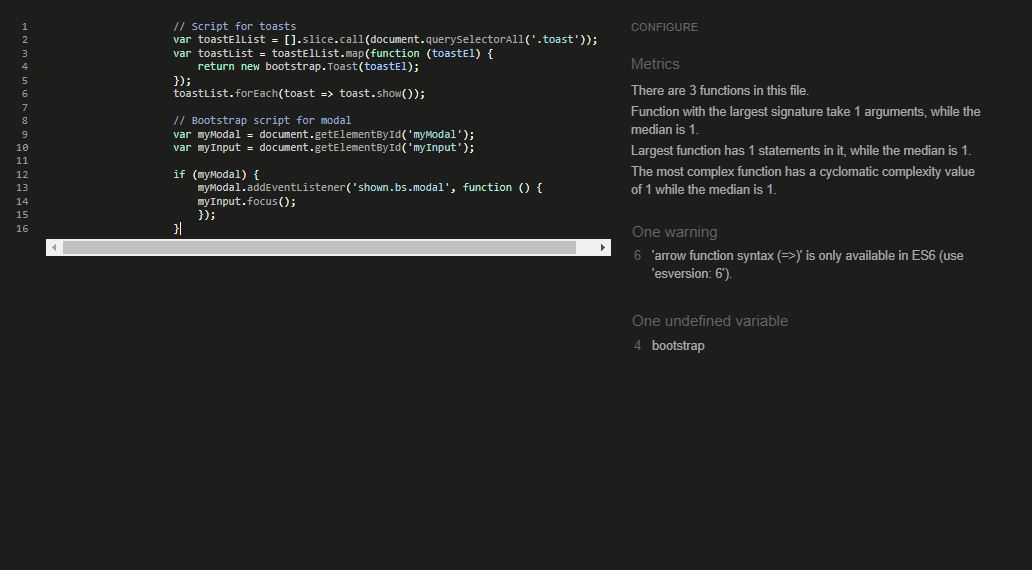 1 // Script for toasts
2 var toastElList = [].slice.call(document.querySelectorAll('.toast'));
3 var toastList = toastElList.map(function (toastEl) {
4 return new bootstrap.Toast(toastEl);
5 });
6 toastList.forEach(toast => toast.show());
7
8 // Bootstrap script for modal
9 var myModal = document.getElementById('myModal');
10 var myInput = document.getElementById('myInput');
11
12 if (myModal) {
13 myModal.addEventListener('shown.bs.modal', function () {
14 myInput.focus();
15 });
16 }
CONFIGURE
Metrics
There are 3 functions in this file.
Function with the largest signature take 1 arguments, while the
median is 1.
Largest function has 1 statements in it, while the median is 1.
The most complex function has a cyclomatic complexity value
of 1 while the median is 1.
One warning
6 'arrow function syntax (=>)' is only available in ES6 (use
'esversion: 6').
One undefined variable
4 bootstrap